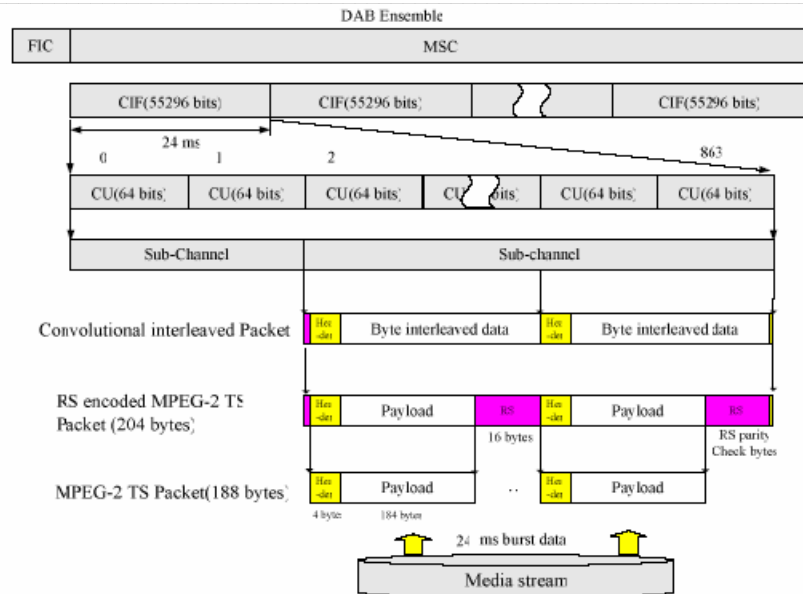 DAB Ensemble
FIC
MSC
CIF(55296 bits)
CIF(55296 bits)
CIF(55296 bits)
24 ms
0
1
2
863
CU(64 bits)
CU(64 bits)
CU(64 bits)
CU bits)
CU(64 bits)
CU(64 bits)
Sub-Channel
Sub-channel
Convolutional interleaved Packet
Hea
-der
Byte interleaved data
Hea
-der
Byte interleaved data
RS encoded MPEG-2 TS
Packet (204 bytes)
Hea
-der
Payload
RS
Hea
-der
Payload
RS
16 bytes
RS parity
Check bytes
MPEG-2 TS Packet(188 bytes)
Hea
-der
Payload
..
Hea
-der
Payload
4 byte
184 bytes
24 ms burst data
Media stream